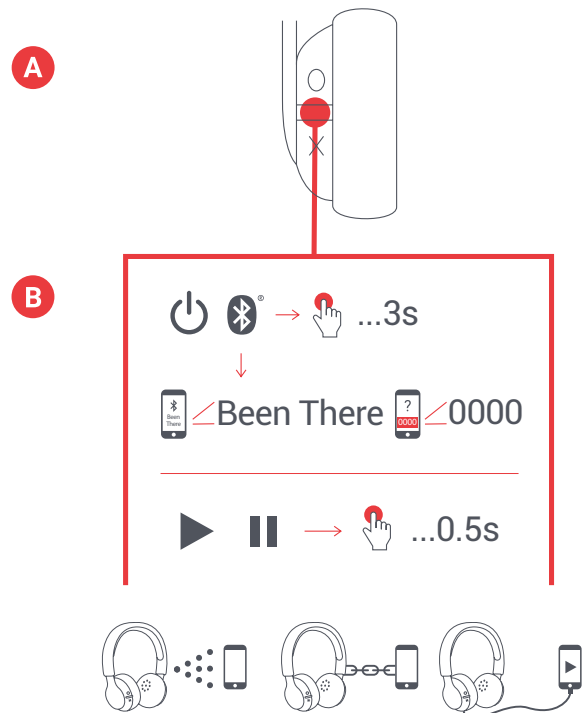 A
B
®
...3s
Been
There
Been There
?
0000
0000
...0.5s